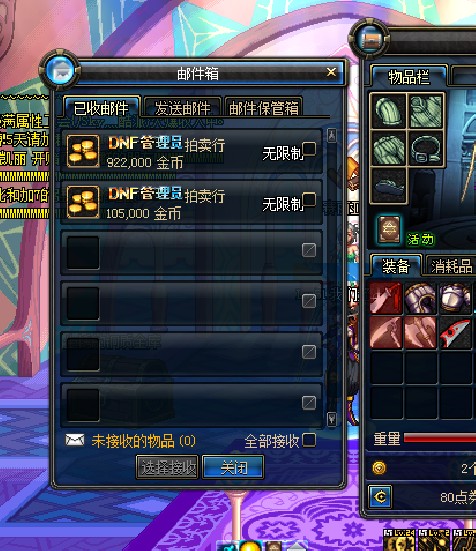 邮件箱
已收邮件 发送邮件 邮件保管箱
DNF管理员拍卖行
922,000 金币
无限制
DNF管理员拍卖行
105,000 金币
无限制
未接收的物品 (0) 全部接收
选择接收 关闭
物品栏
活动
装备 消耗品
重量
2个
80点券